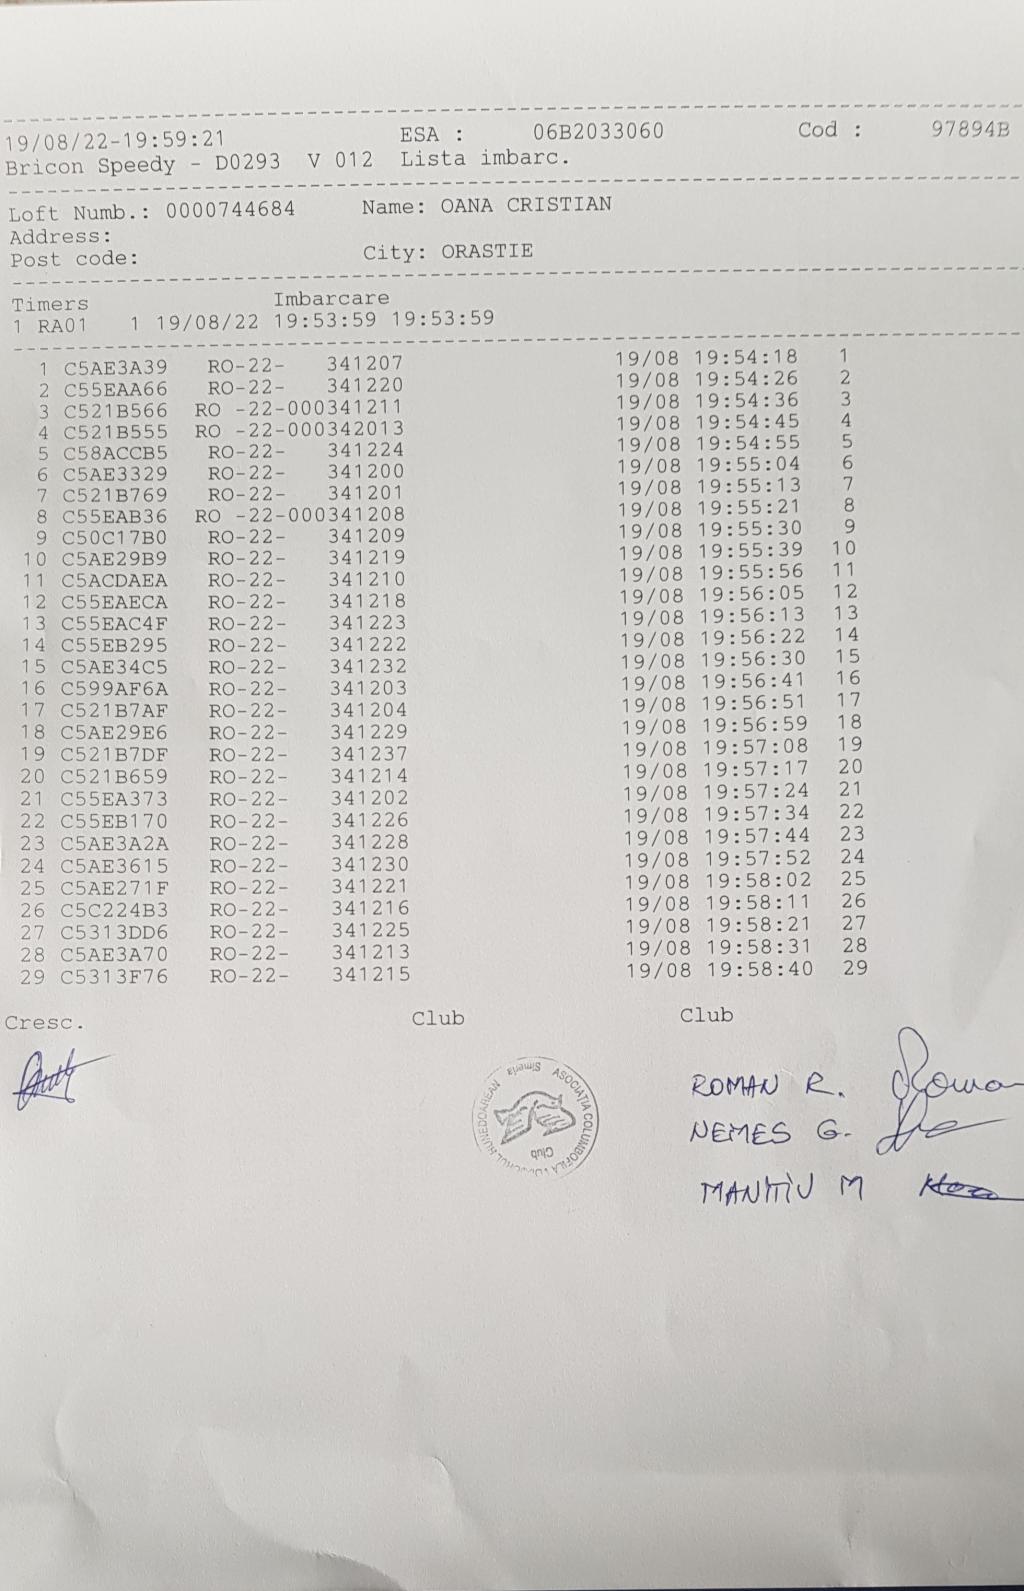 19/08/22-19:59:21 ESA : 06B2033060 Cod : 97894B
Bricon Speedy - D0293 V 012 Lista imbarc.
Loft Numb.: 0000744684 Name: OANA CRISTIAN
Address:
Post code: City: ORASTIE
Timers Imbarcare
1 RA01 1 19/08/22 19:53:59 19:53:59
1 C5AE3A39 RO-22- 341207 19/08 19:54:18 1
2 C55EAA66 RO-22- 341220 19/08 19:54:26 2
3 C521B566 RO -22-000341211 19/08 19:54:36 3
4 C521B555 RO -22-000342013 19/08 19:54:45 4
5 C58ACCB5 RO-22- 341224 19/08 19:54:55 5
6 C5AE3329 RO-22- 341200 19/08 19:55:04 6
7 C521B769 RO-22- 341201 19/08 19:55:13 7
8 C55EAB36 RO -22-000341208 19/08 19:55:21 8
9 C50C17B0 RO-22- 341209 19/08 19:55:30 9
10 C5AE29B9 RO-22- 341219 19/08 19:55:39 10
11 C5ACDAEA RO-22- 341210 19/08 19:55:56 11
12 C55EAECA RO-22- 341218 19/08 19:56:05 12
13 C55EAC4F RO-22- 341223 19/08 19:56:13 13
14 C55EB295 RO-22- 341222 19/08 19:56:22 14
15 C5AE34C5 RO-22- 341232 19/08 19:56:30 15
16 C599AF6A RO-22- 341203 19/08 19:56:41 16
17 C521B7AF RO-22- 341204 19/08 19:56:51 17
18 C5AE29E6 RO-22- 341229 19/08 19:56:59 18
19 C521B7DF RO-22- 341237 19/08 19:57:08 19
20 C521B659 RO-22- 341214 19/08 19:57:17 20
21 C55EA373 RO-22- 341202 19/08 19:57:24 21
22 C55EB170 RO-22- 341226 19/08 19:57:34 22
23 C5AE3A2A RO-22- 341228 19/08 19:57:44 23
24 C5AE3615 RO-22- 341230 19/08 19:57:52 24
25 C5AE271F RO-22- 341221 19/08 19:58:02 25
26 C5C224B3 RO-22- 341216 19/08 19:58:11 26
27 C5313DD6 RO-22- 341225 19/08 19:58:21 27
28 C5AE3A70 RO-22- 341213 19/08 19:58:31 28
29 C5313F76 RO-22- 341215 19/08 19:58:40 29
Cresc. Club Club
ASOCIAȚIA COLUMBOFILA HUNEDOAREAN Simeria
Club
ROMAN R.
NEMES G.
MANITIU M